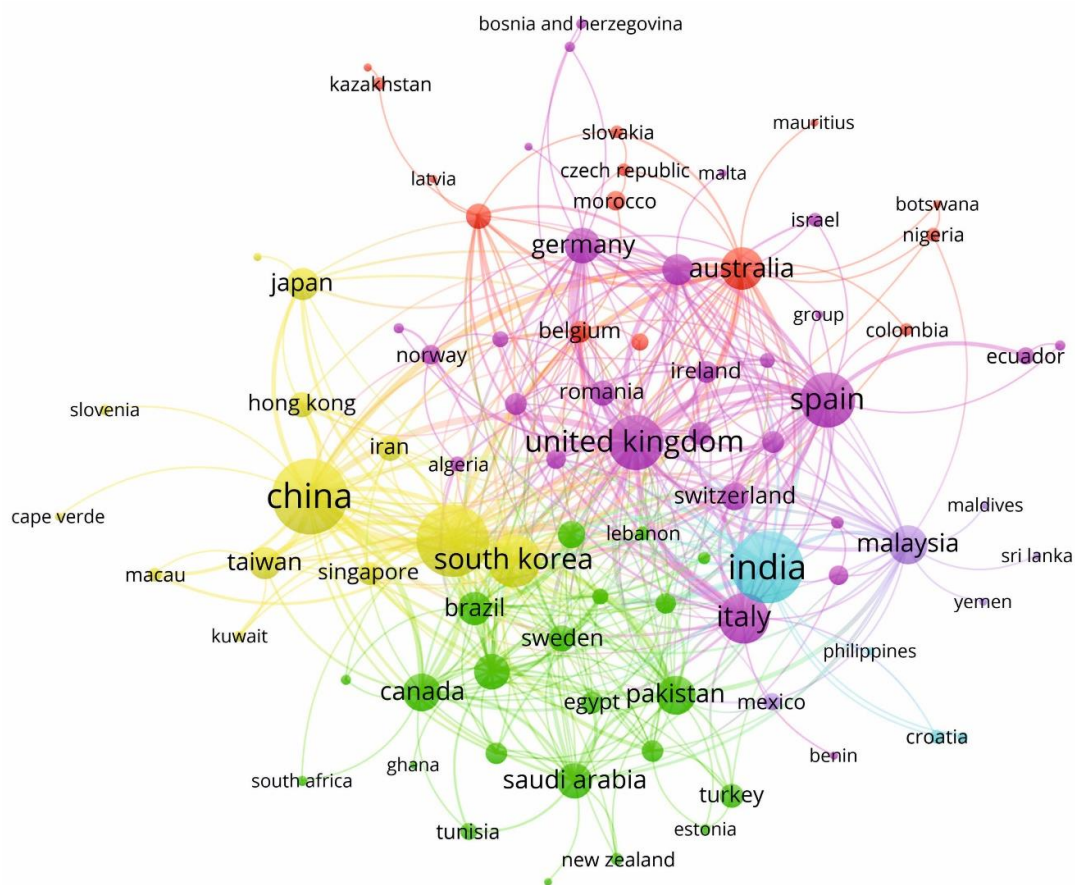 bosnia and herzegovina
kazakhstan
mauritius
slovakia
czech republic
malta
latvia
morocco
botswana
israel
nigeria
germany
australia
japan
group
belgium
colombia
norway
ireland
ecuador
romania
spain
hong kong
slovenia
united kingdom
iran
algeria
china
switzerland
maldives
cape verde
lebanon
malaysia
south korea
sri lanka
taiwan
singapore
india
macau
yemen
brazil
italy
kuwait
sweden
philippines
canada
pakistan
egypt
mexico
croatia
benin
ghana
south africa
saudi arabia
turkey
tunisia
estonia
new zealand